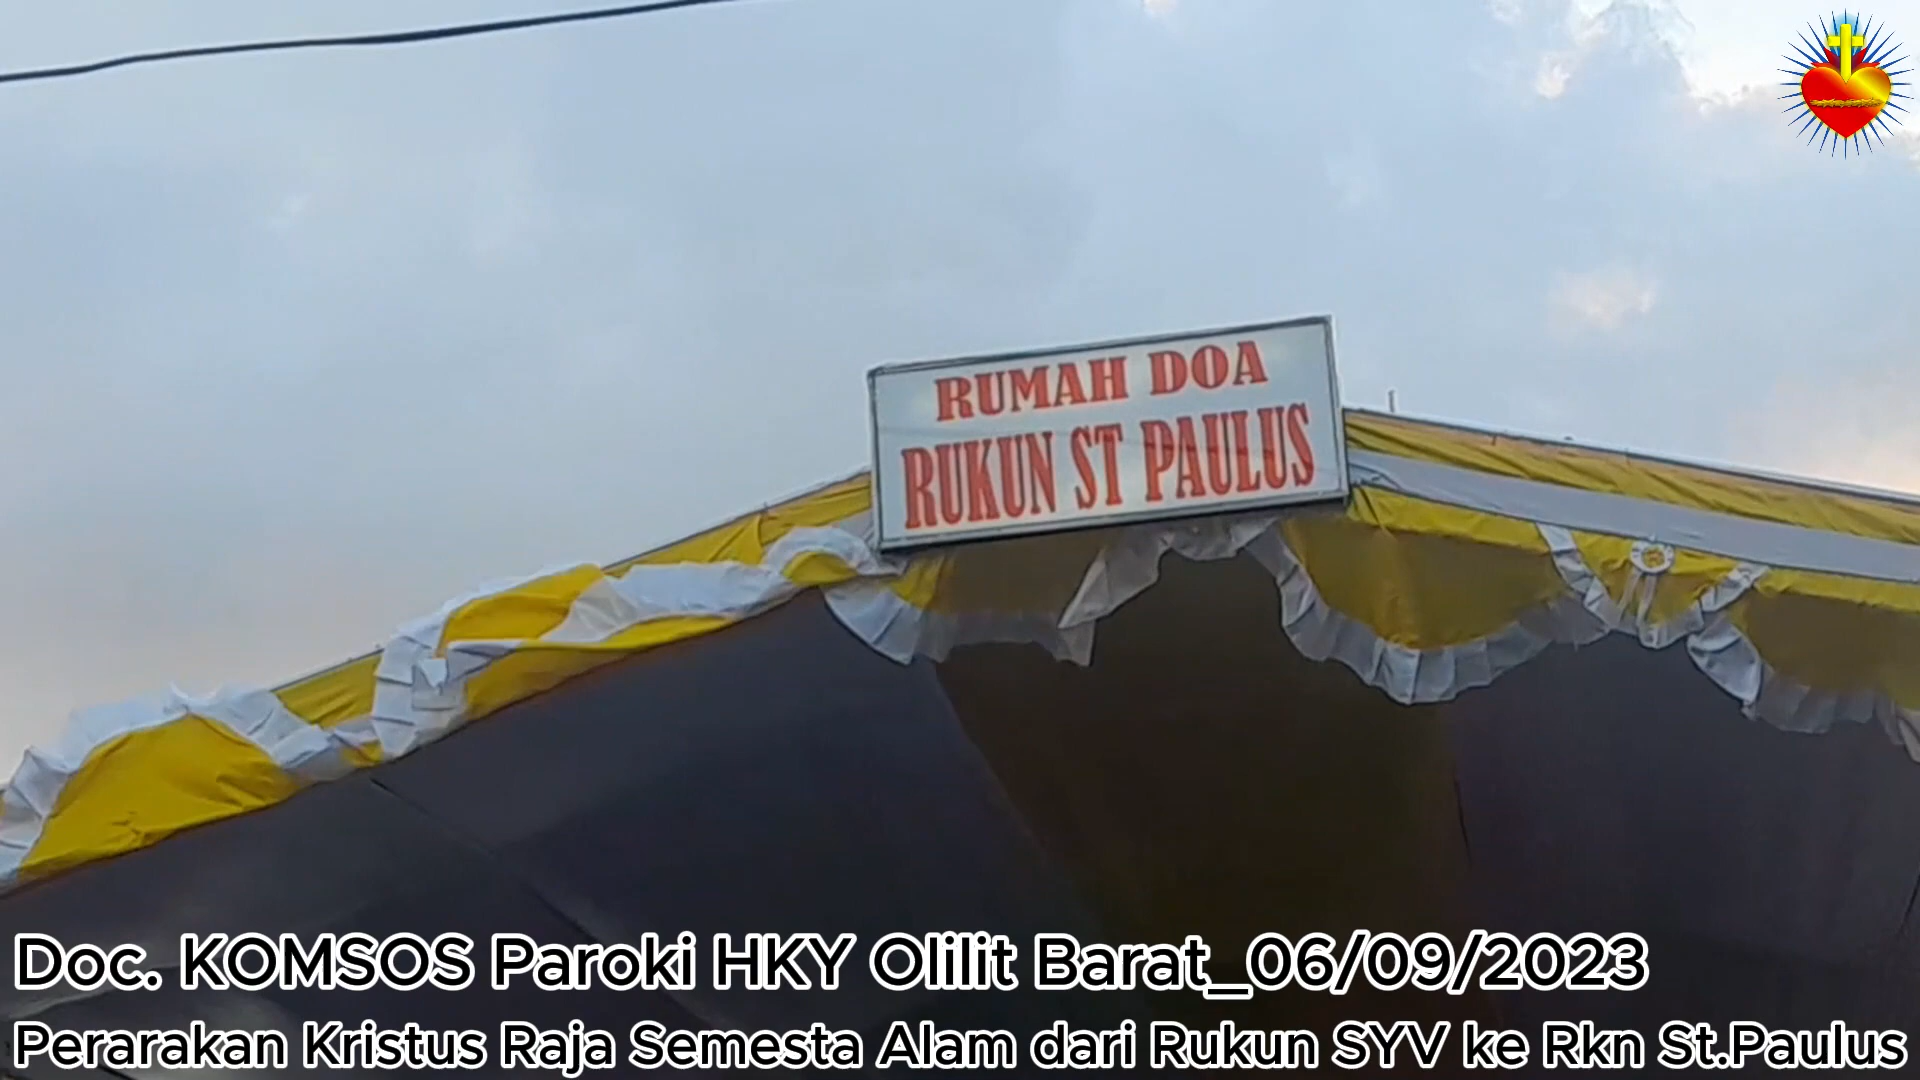 RUMAH DOA
RUKUN ST PAULUS
Doc. KOMSOS Paroki HKY Olilit Barat_06/09/2023
Perarakan Kristus Raja Semesta Alam dari Rukun SYV ke Rkn St.Paulus